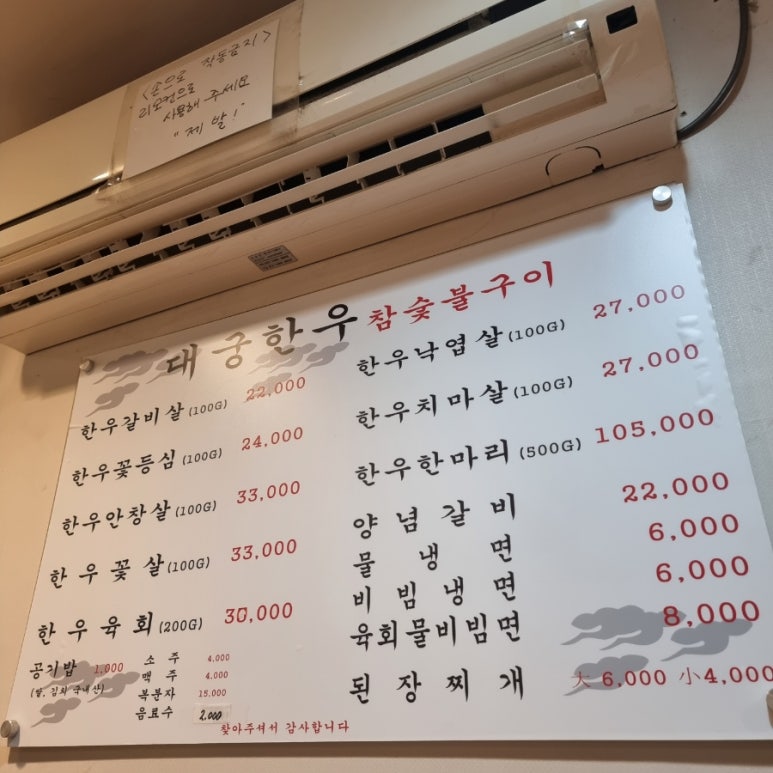 <손으로 작동금지>
리모컨으로
사용해 주세요
"제발!"
대궁한우 참숯불구이
한우갈비살(100G) 22,000
한우꽃등심(100G) 24,000
한우안창살(100G) 33,000
한우꽃살(100G) 33,000
한우육회(200G) 30,000
공기밥 1,000
(쌀, 김치 국내산)
소주 4,000
맥주 4,000
복분자 15,000
음료수 2,000
한우낙엽살(100G) 27,000
한우치마살(100G) 27,000
한우한마리(500G) 105,000
양념갈비 22,000
물냉면 6,000
비빔냉면 6,000
육회물비빔면 8,000
된장찌개 大 6,000 小 4,000
찾아주셔서 감사합니다